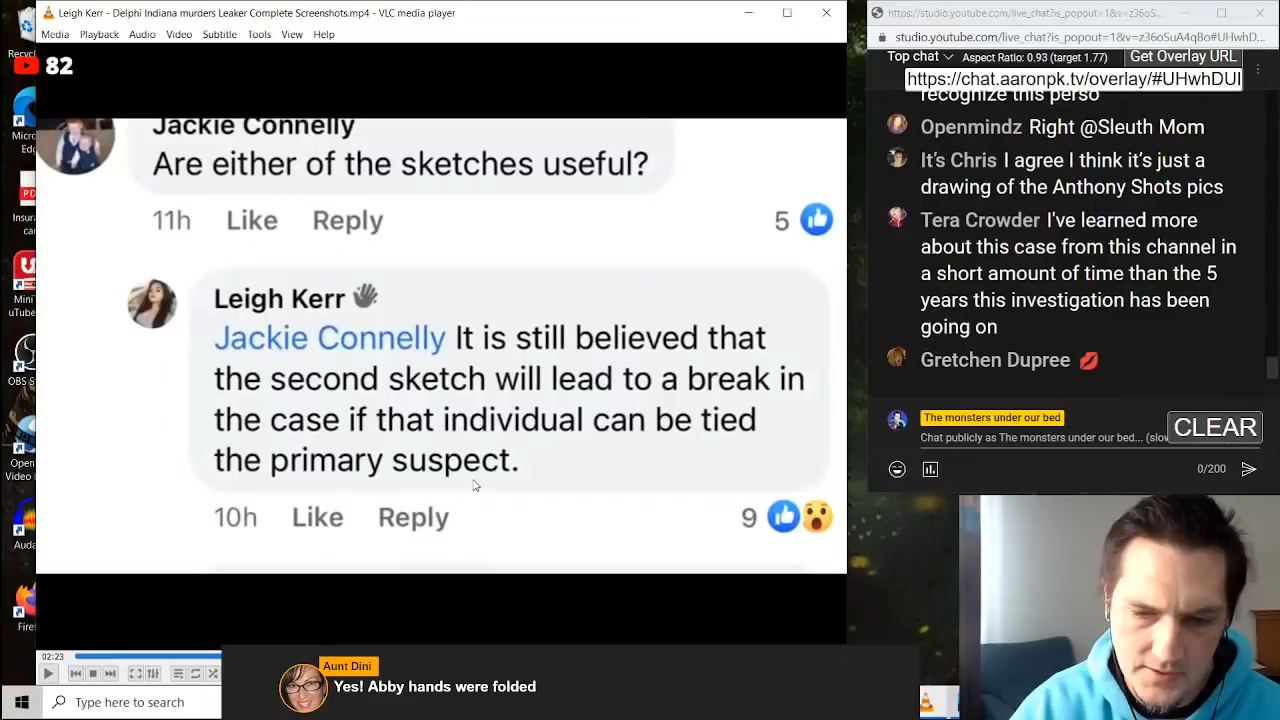 Leigh Kerr - Delphi Indiana murders Leaker Complete Screenshots.mp4 - VLC media player
Media Playback Audio Video Subtitle Tools View Help
82
Jackie Connelly
Are either of the sketches useful?
11h Like Reply 5
Leigh Kerr
Jackie Connelly It is still believed that
the second sketch will lead to a break in
the case if that individual can be tied
the primary suspect.
10h Like Reply 9
02:23
Aunt Dini
Yes! Abby hands were folded
Type here to search
https://studio.youtube.com/live_chat?is_popout=1&v=z36oS...
studio.youtube.com/live_chat?is_popout=1&v=z36oSuA4qBo#UHwhD...
Top chat Aspect Ratio: 0.93 (target 1.77) Get Overlay URL
https://chat.aaronpk.tv/overlay/#UHwhDUI
recognize this perso
Openmindz Right @Sleuth Mom
It's Chris I agree I think it's just a
drawing of the Anthony Shots pics
Tera Crowder I've learned more
about this case from this channel in
a short amount of time than the 5
years this investigation has been
going on
Gretchen Dupree
The monsters under our bed
Chat publicly as The monsters under our bed... (slow
CLEAR
0/200